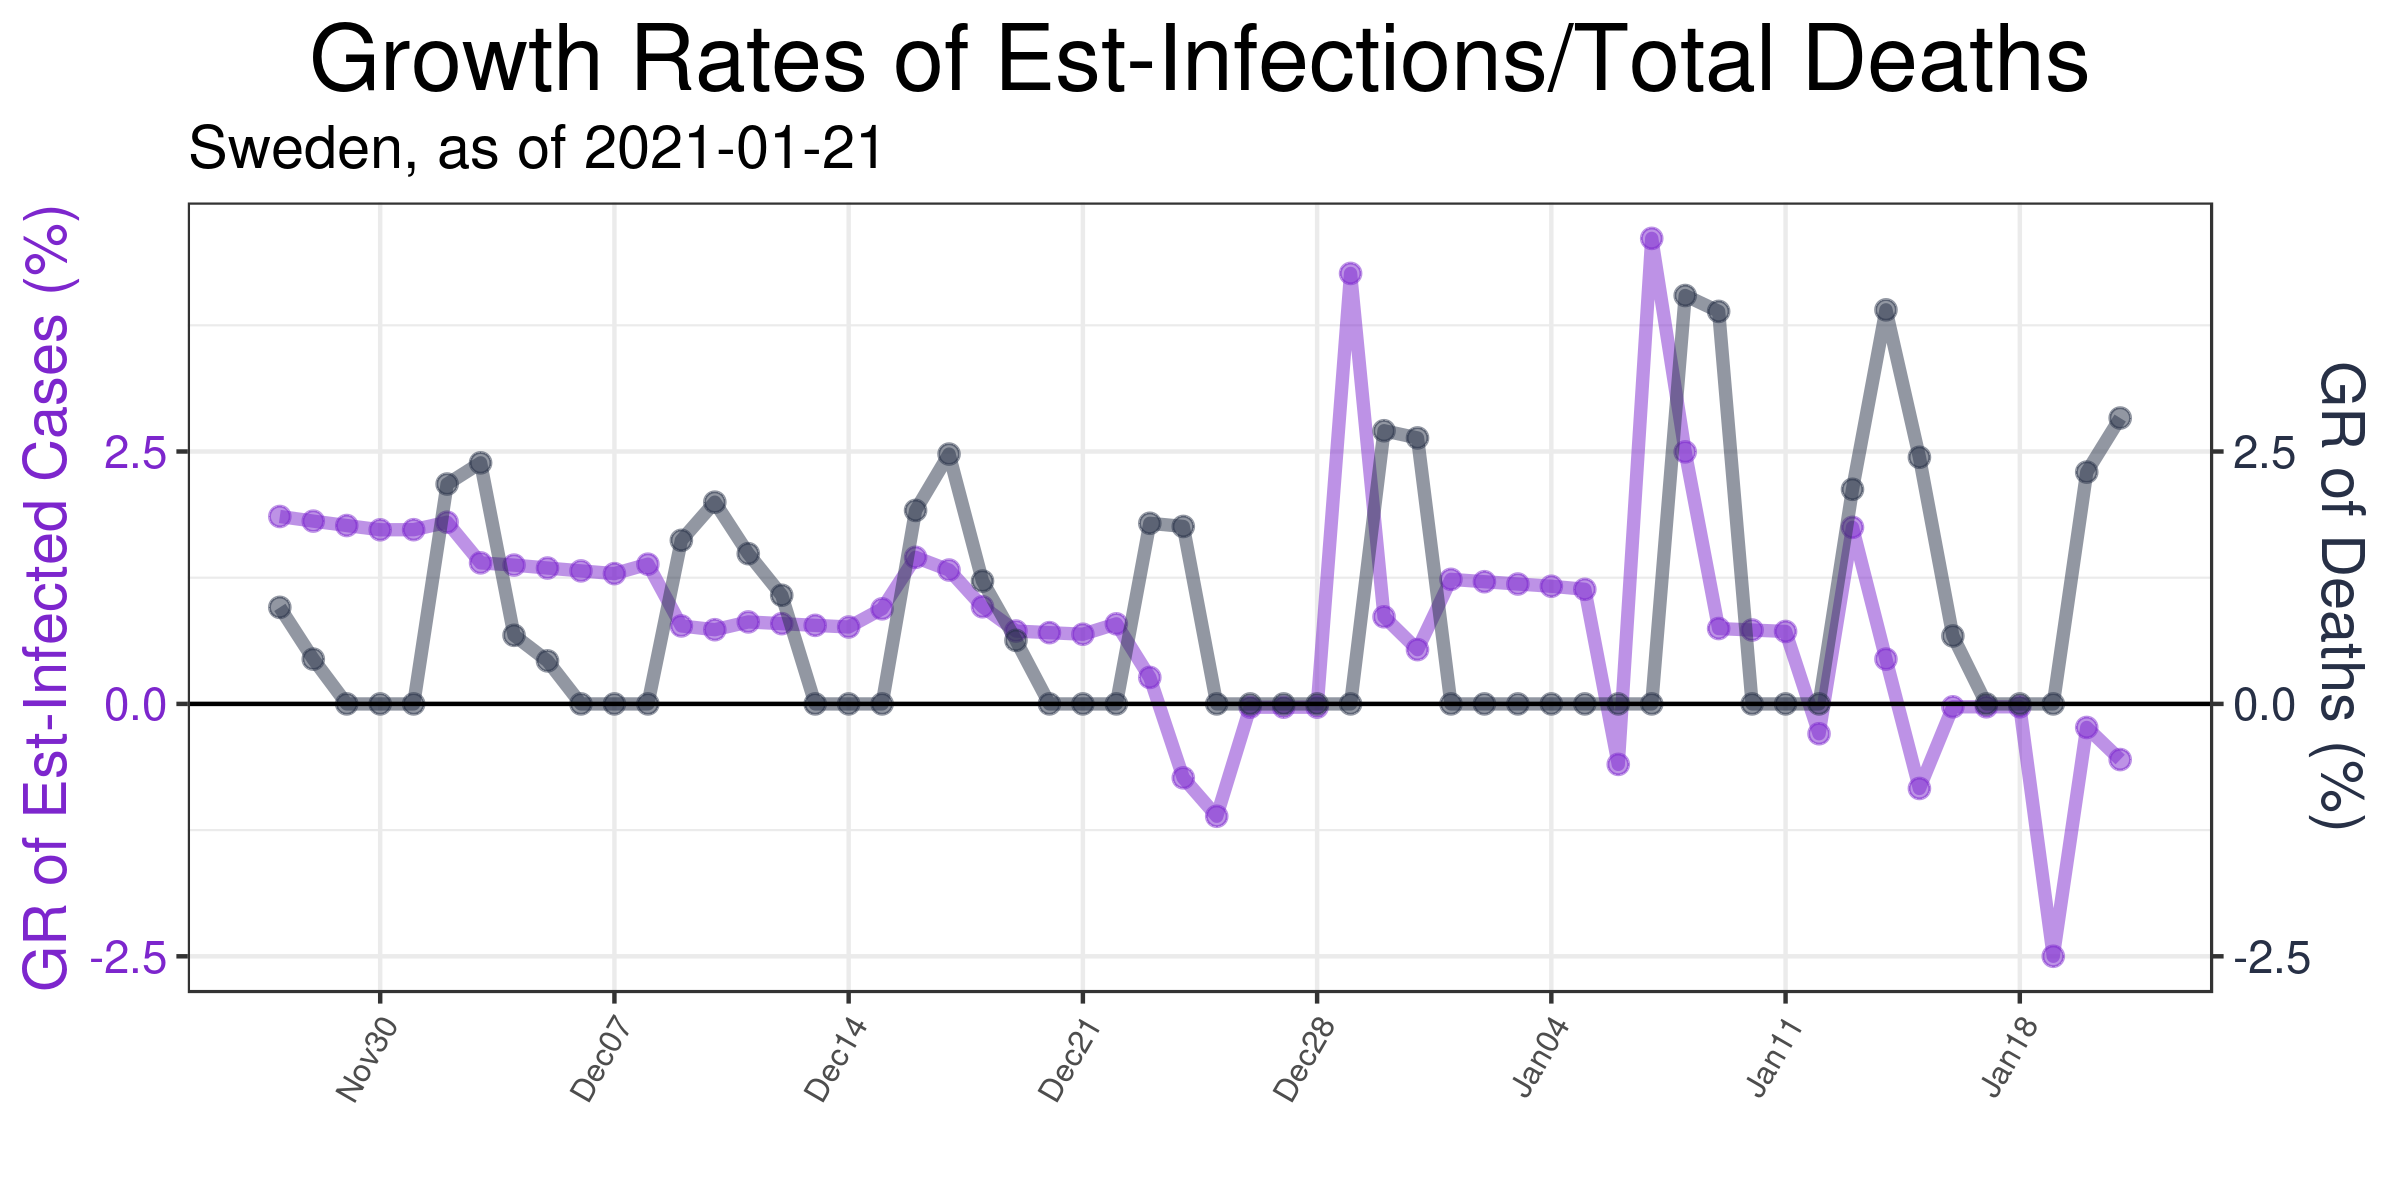 Growth Rates of Est-Infections/Total Deaths
Sweden, as of 2021-01-21
GR of Est-Infected Cases (%)
2.5
0.0
-2.5
GR of Deaths (%)
2.5
0.0
-2.5
Nov30
Dec07
Dec14
Dec21
Dec28
Jan04
Jan11
Jan18